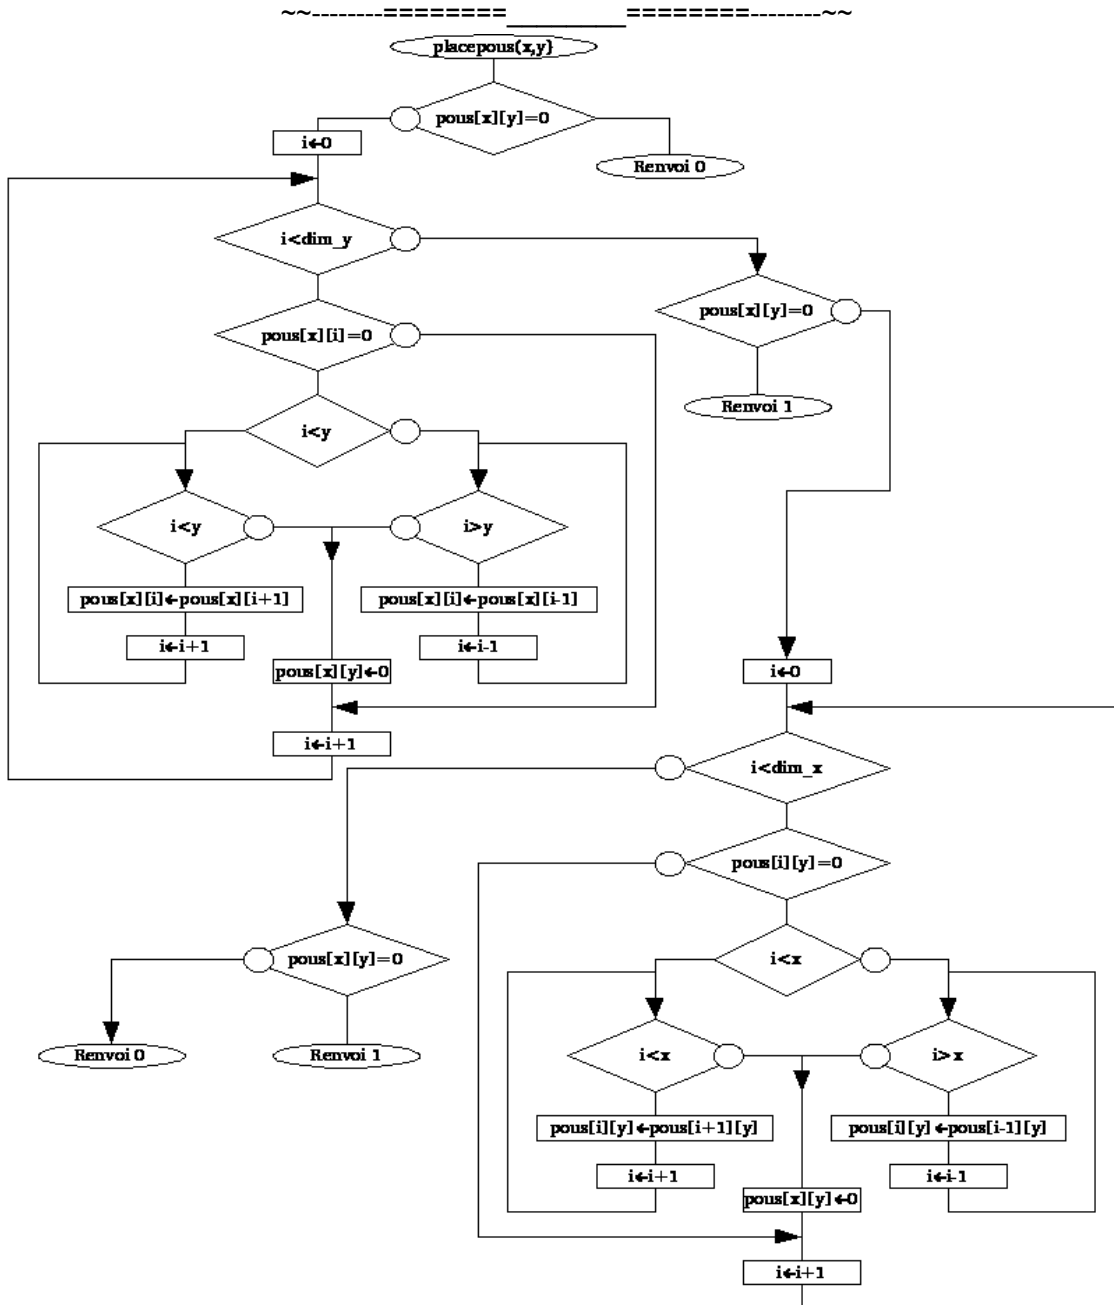 ~~--------========________========--------~~
placepous(x,y)
pous[x][y]=0
i←0
Renvoi 0
i<dim_y
pous[x][i]=0
pous[x][y]=0
Renvoi 1
i<y
i<y
i>y
pous[x][i]←pous[x][i+1]
pous[x][i]←pous[x][i-1]
i←i+1
i←i-1
pous[x][y]←0
i←0
i←i+1
i<dim_x
pous[i][y]=0
pous[x][y]=0
i<x
Renvoi 0
Renvoi 1
i<x
i>x
pous[i][y]←pous[i+1][y]
pous[i][y]←pous[i-1][y]
i←i+1
i←i-1
pous[x][y]←0
i←i+1